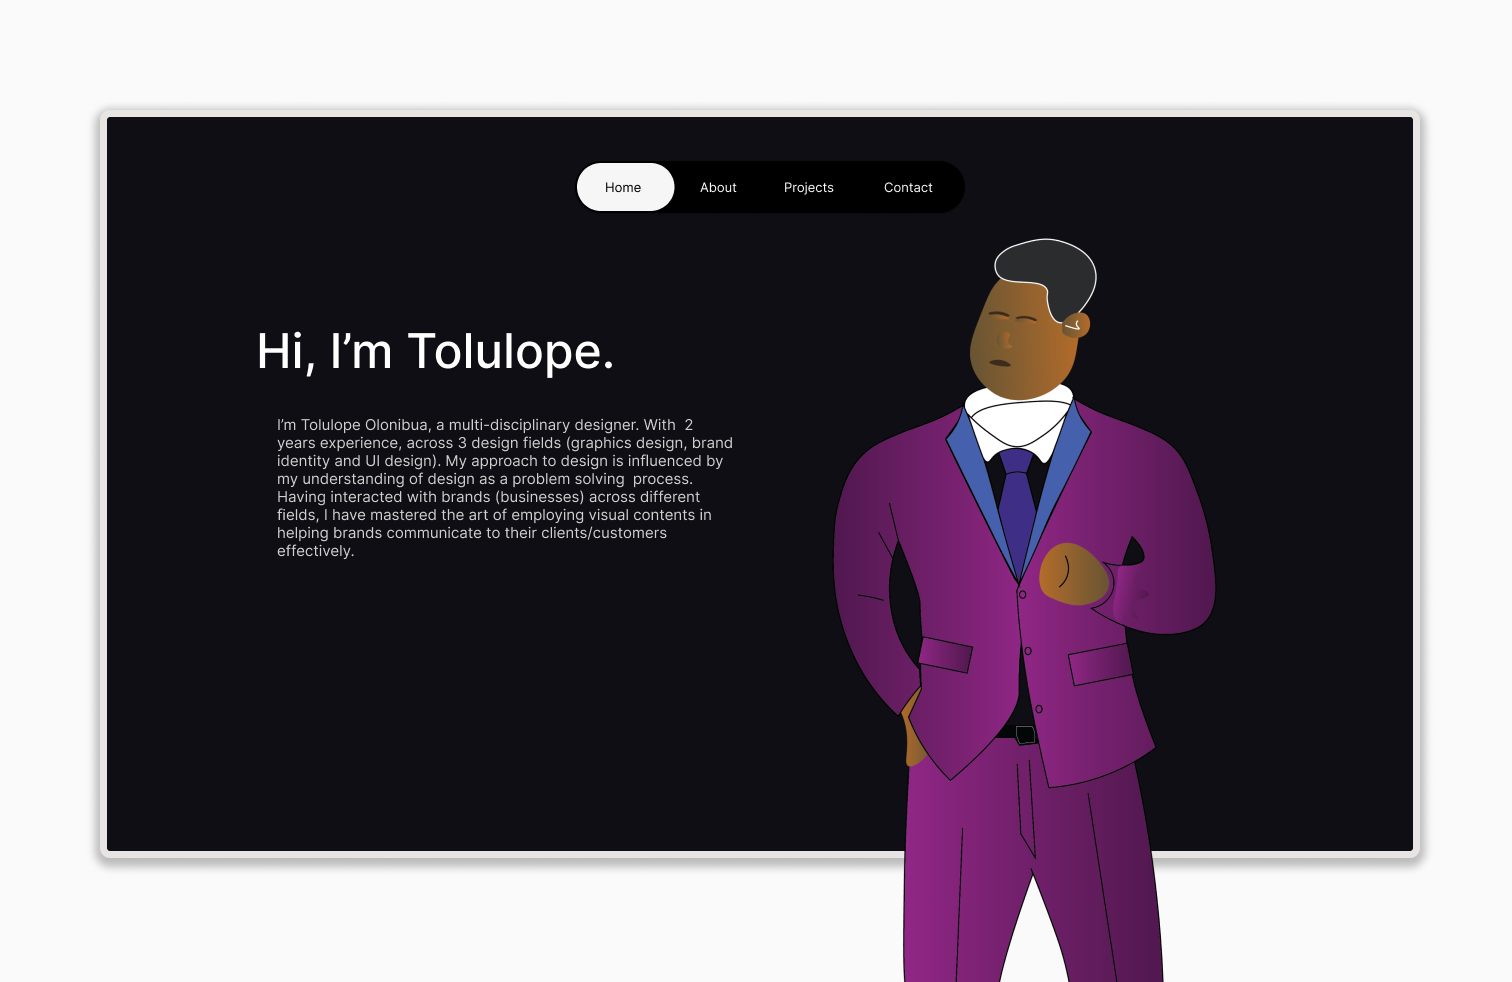 Home About Projects Contact
Hi, I’m Tolulope.
I’m Tolulope Olonibua, a multi-disciplinary designer. With  2
years experience, across 3 design fields (graphics design, brand
identity and UI design). My approach to design is influenced by
my understanding of design as a problem solving  process.
Having interacted with brands (businesses) across different
fields, I have mastered the art of employing visual contents in
helping brands communicate to their clients/customers
effectively.